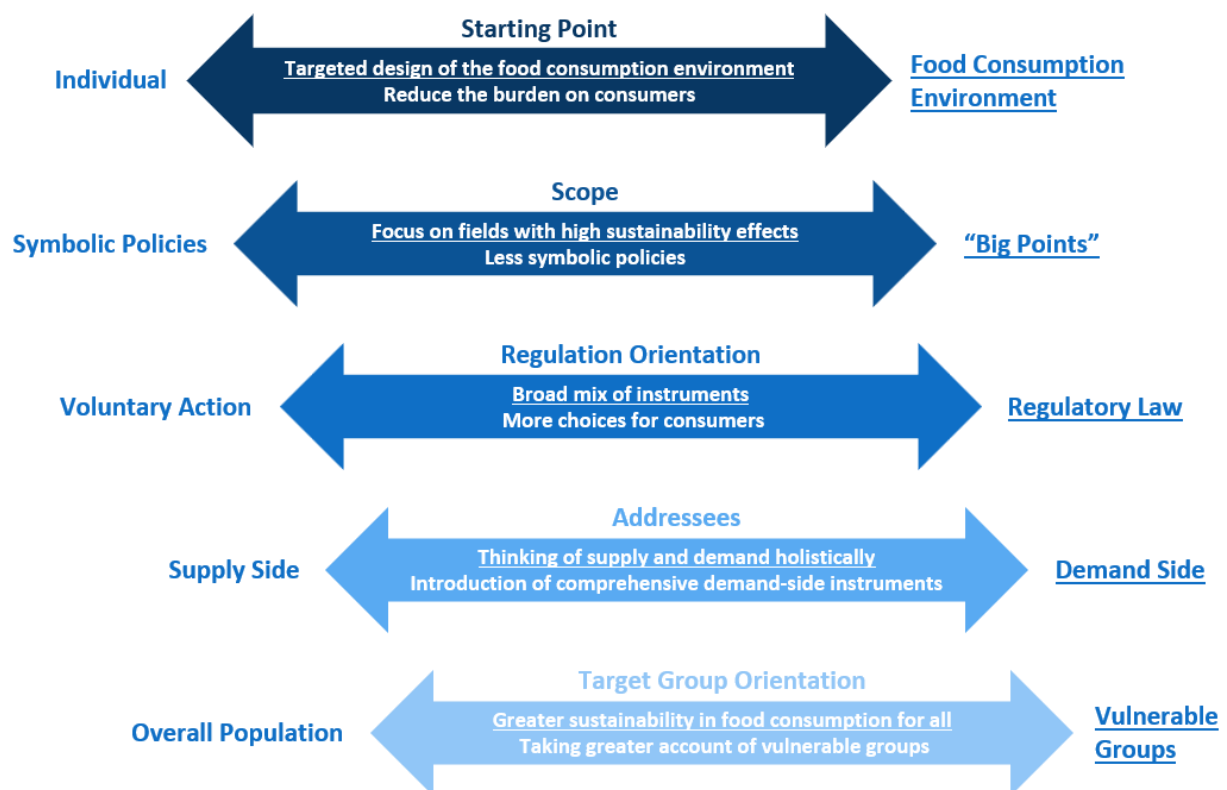 Starting Point
Individual
Targeted design of the food consumption environment
Reduce the burden on consumers
Food Consumption
Environment
Scope
Symbolic Policies
Focus on fields with high sustainability effects
Less symbolic policies
“Big Points”
Regulation Orientation
Voluntary Action
Broad mix of instruments
More choices for consumers
Regulatory Law
Addressees
Supply Side
Thinking of supply and demand holistically
Introduction of comprehensive demand-side instruments
Demand Side
Target Group Orientation
Overall Population
Greater sustainability in food consumption for all
Taking greater account of vulnerable groups
Vulnerable
Groups